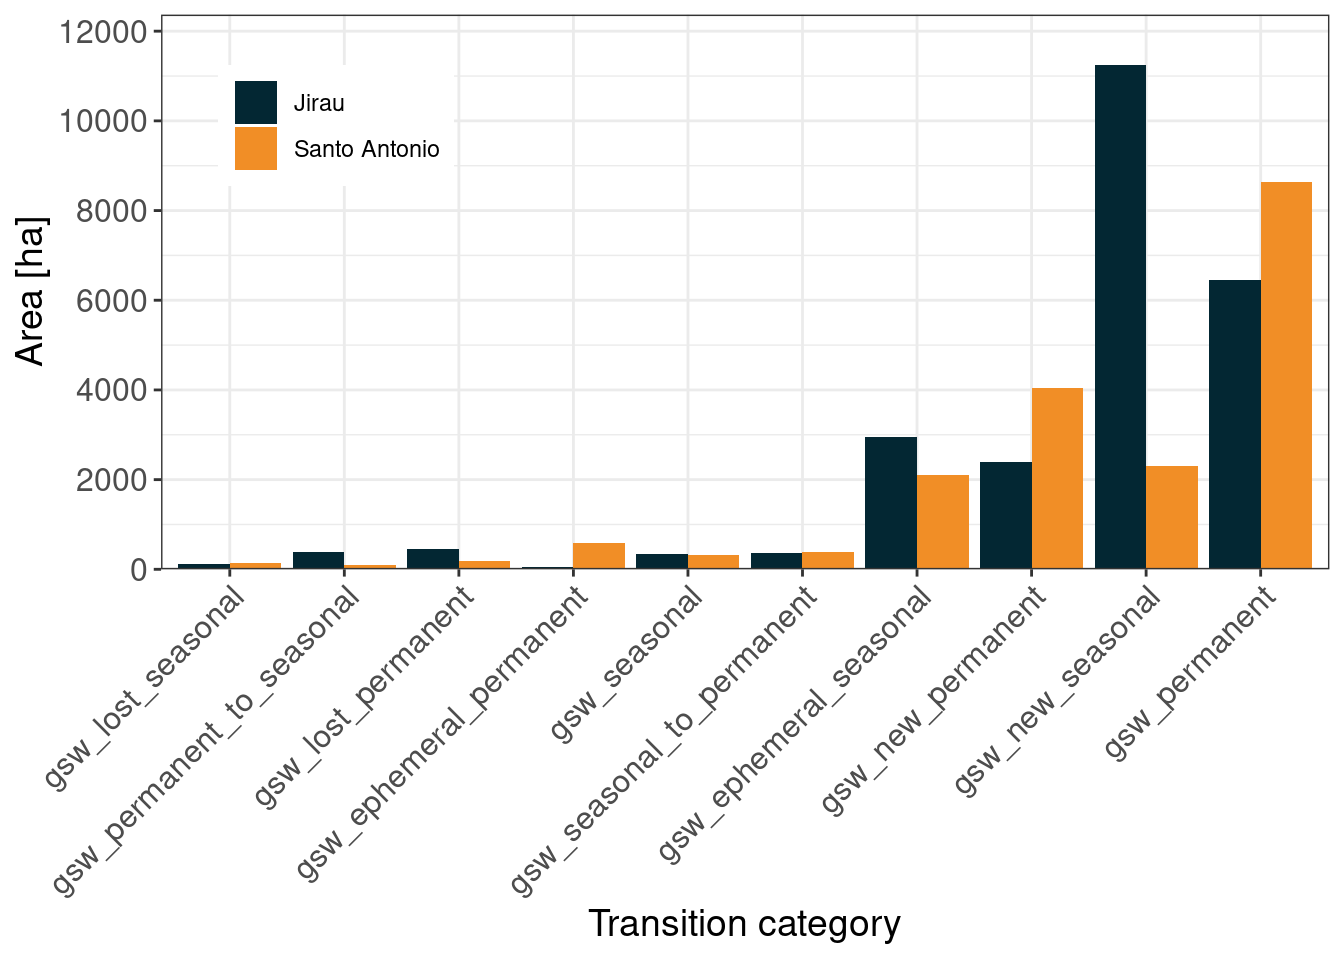 12000
10000
8000
6000
4000
2000
0
Area [ha]
Jirau
Santo Antonio
gsw_lost_seasonal
gsw_permanent_to_seasonal
gsw_lost_permanent
gsw_ephemeral_permanent
gsw_seasonal
gsw_seasonal_to_permanent
gsw_ephemeral_seasonal
gsw_new_permanent
gsw_new_seasonal
gsw_permanent
Transition category